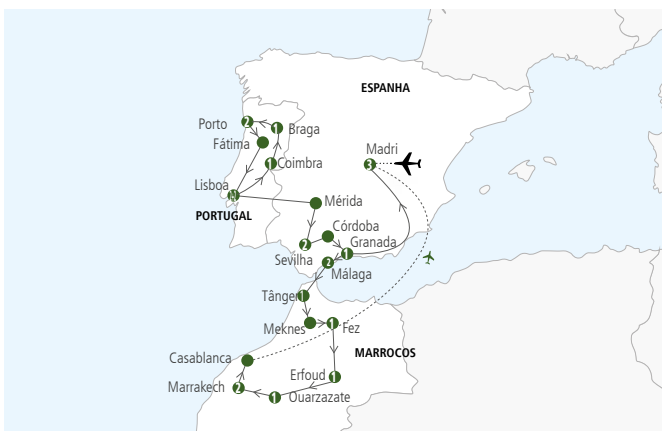 ESPANHA
Porto 2
1 Braga
Fátima
Madri
3
1 Coimbra
Lisboa
PORTUGAL
Mérida
Córdoba
Granada
2
1
Sevilha
2
Málaga
Tânger 1
Meknes
1
Fez
MARROCOS
Casablanca
Erfoud 1
Marrakech 2
1
Ouarzazate